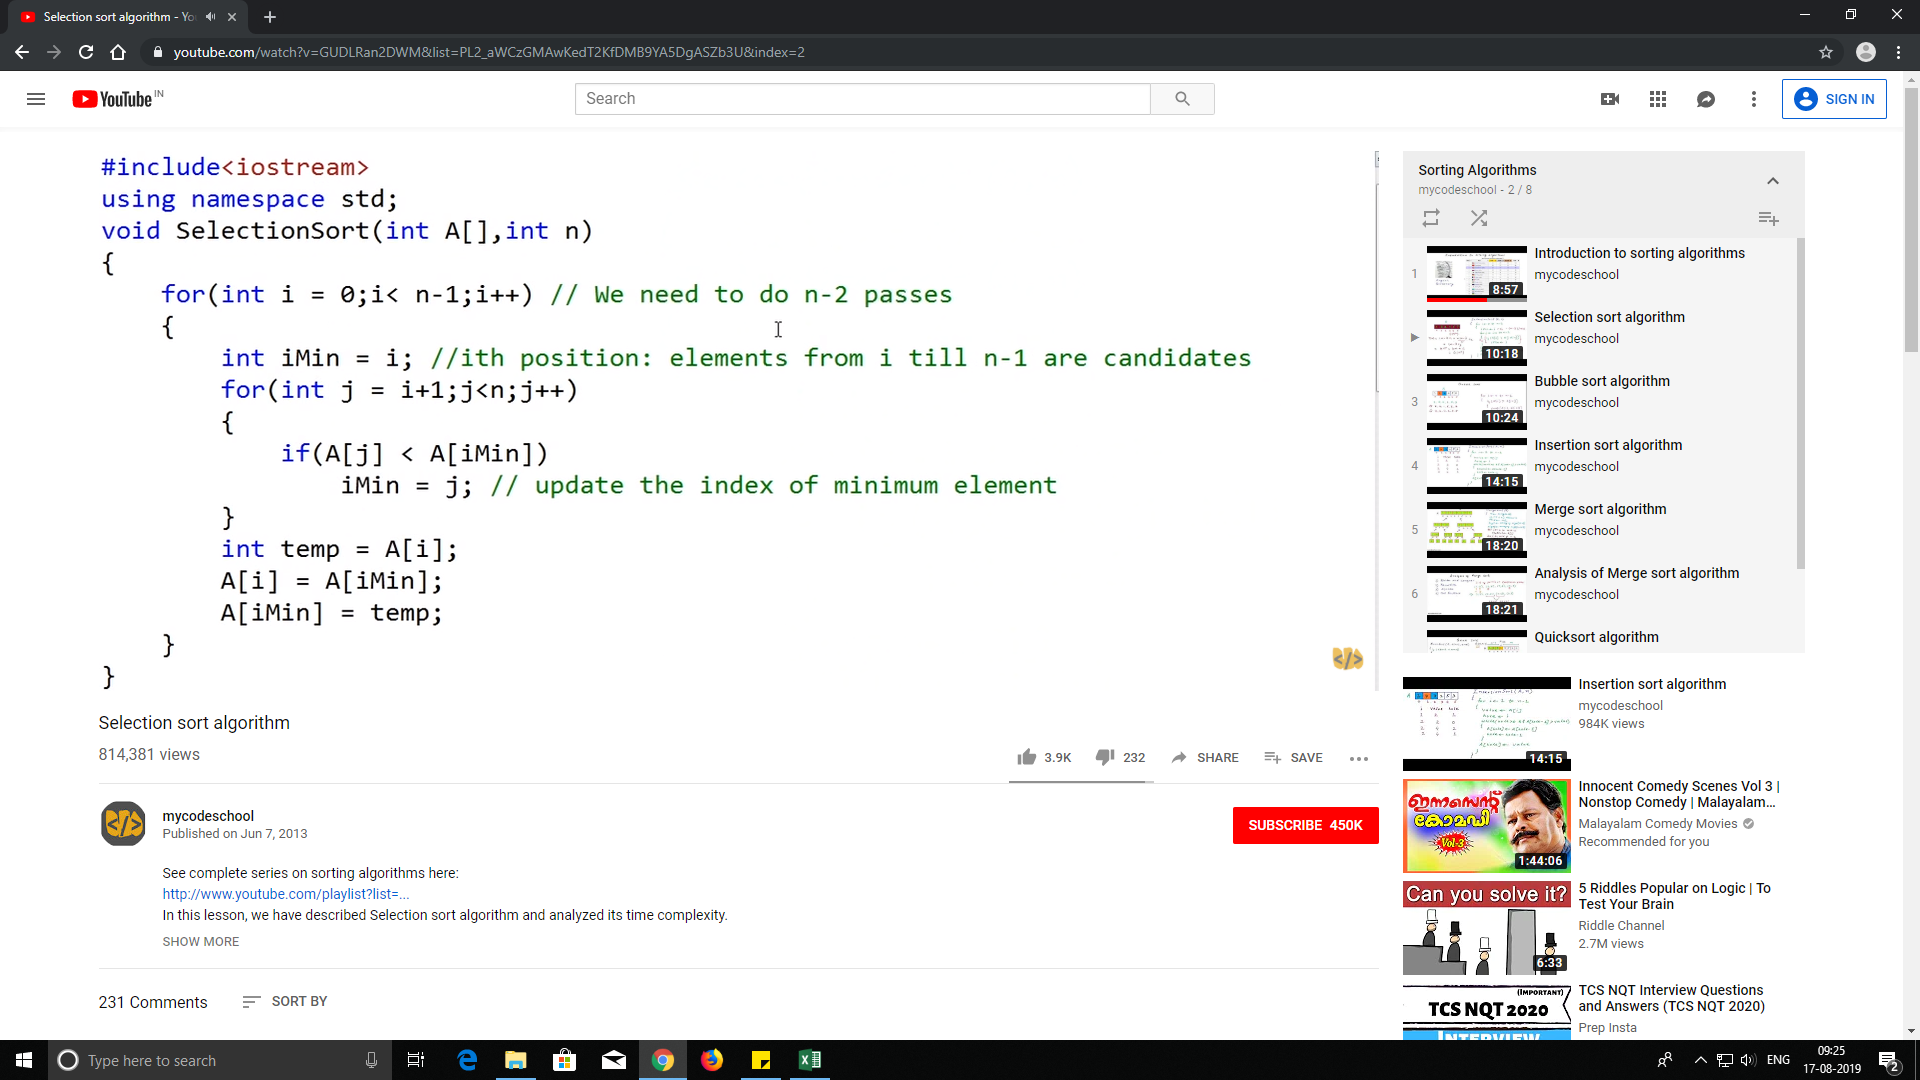 Selection sort algorithm - Yo
youtube.com/watch?v=GUDLRan2DWM&list=PL2_aWCzGMAwKedT2KfDMB9YA5DgASZb3U&index=2
YouTube IN
Search
SIGN IN
#include<iostream>
using namespace std;
void SelectionSort(int A[],int n)
{
for(int i = 0;i< n-1;i++) // We need to do n-2 passes
{
int iMin = i; //ith position: elements from i till n-1 are candidates
for(int j = i+1;j<n;j++)
{
if(A[j] < A[iMin])
iMin = j; // update the index of minimum element
}
int temp = A[i];
A[i] = A[iMin];
A[iMin] = temp;
}
}
</>
Selection sort algorithm
814,381 views
3.9K
232
SHARE
SAVE
</>
mycodeschool
Published on Jun 7, 2013
SUBSCRIBE 450K
See complete series on sorting algorithms here:
http://www.youtube.com/playlist?list=...
In this lesson, we have described Selection sort algorithm and analyzed its time complexity.
SHOW MORE
231 Comments
SORT BY
Sorting Algorithms
mycodeschool - 2 / 8
1
8:57
Introduction to sorting algorithms
mycodeschool
10:18
Selection sort algorithm
mycodeschool
3
10:24
Bubble sort algorithm
mycodeschool
4
14:15
Insertion sort algorithm
mycodeschool
5
18:20
Merge sort algorithm
mycodeschool
6
18:21
Analysis of Merge sort algorithm
mycodeschool
Quicksort algorithm
14:15
Insertion sort algorithm
mycodeschool
984K views
ഇന്നസെന്റ്
കോമഡി
Vol-3
1:44:06
Innocent Comedy Scenes Vol 3 |
Nonstop Comedy | Malayalam...
Malayalam Comedy Movies
Recommended for you
Can you solve it?
6:33
5 Riddles Popular on Logic | To
Test Your Brain
Riddle Channel
2.7M views
(IMPORTANT)
TCS NQT 2020
INTERVIEW
TCS NQT Interview Questions
and Answers (TCS NQT 2020)
Prep Insta
Type here to search
ENG
09:25
17-08-2019
2